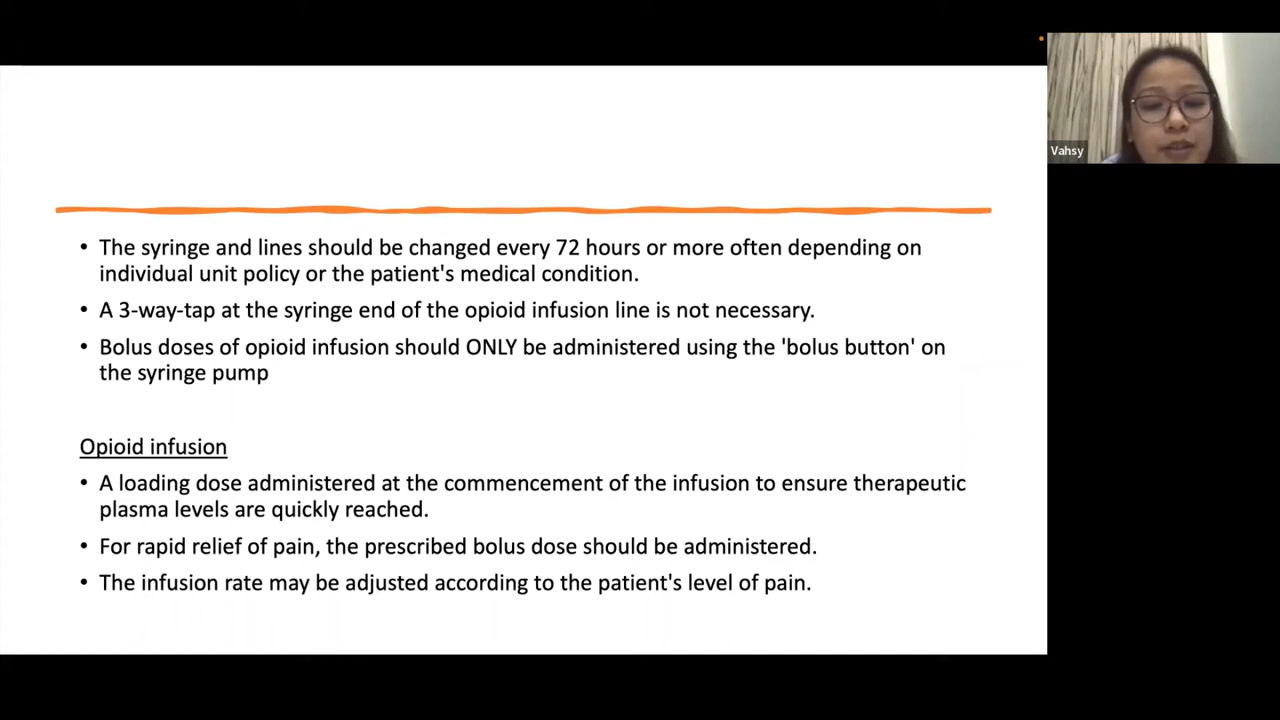 Vahsy
• The syringe and lines should be changed every 72 hours or more often depending on
individual unit policy or the patient's medical condition.
• A 3-way-tap at the syringe end of the opioid infusion line is not necessary.
• Bolus doses of opioid infusion should ONLY be administered using the 'bolus button' on
the syringe pump
Opioid infusion
• A loading dose administered at the commencement of the infusion to ensure therapeutic
plasma levels are quickly reached.
• For rapid relief of pain, the prescribed bolus dose should be administered.
• The infusion rate may be adjusted according to the patient's level of pain.